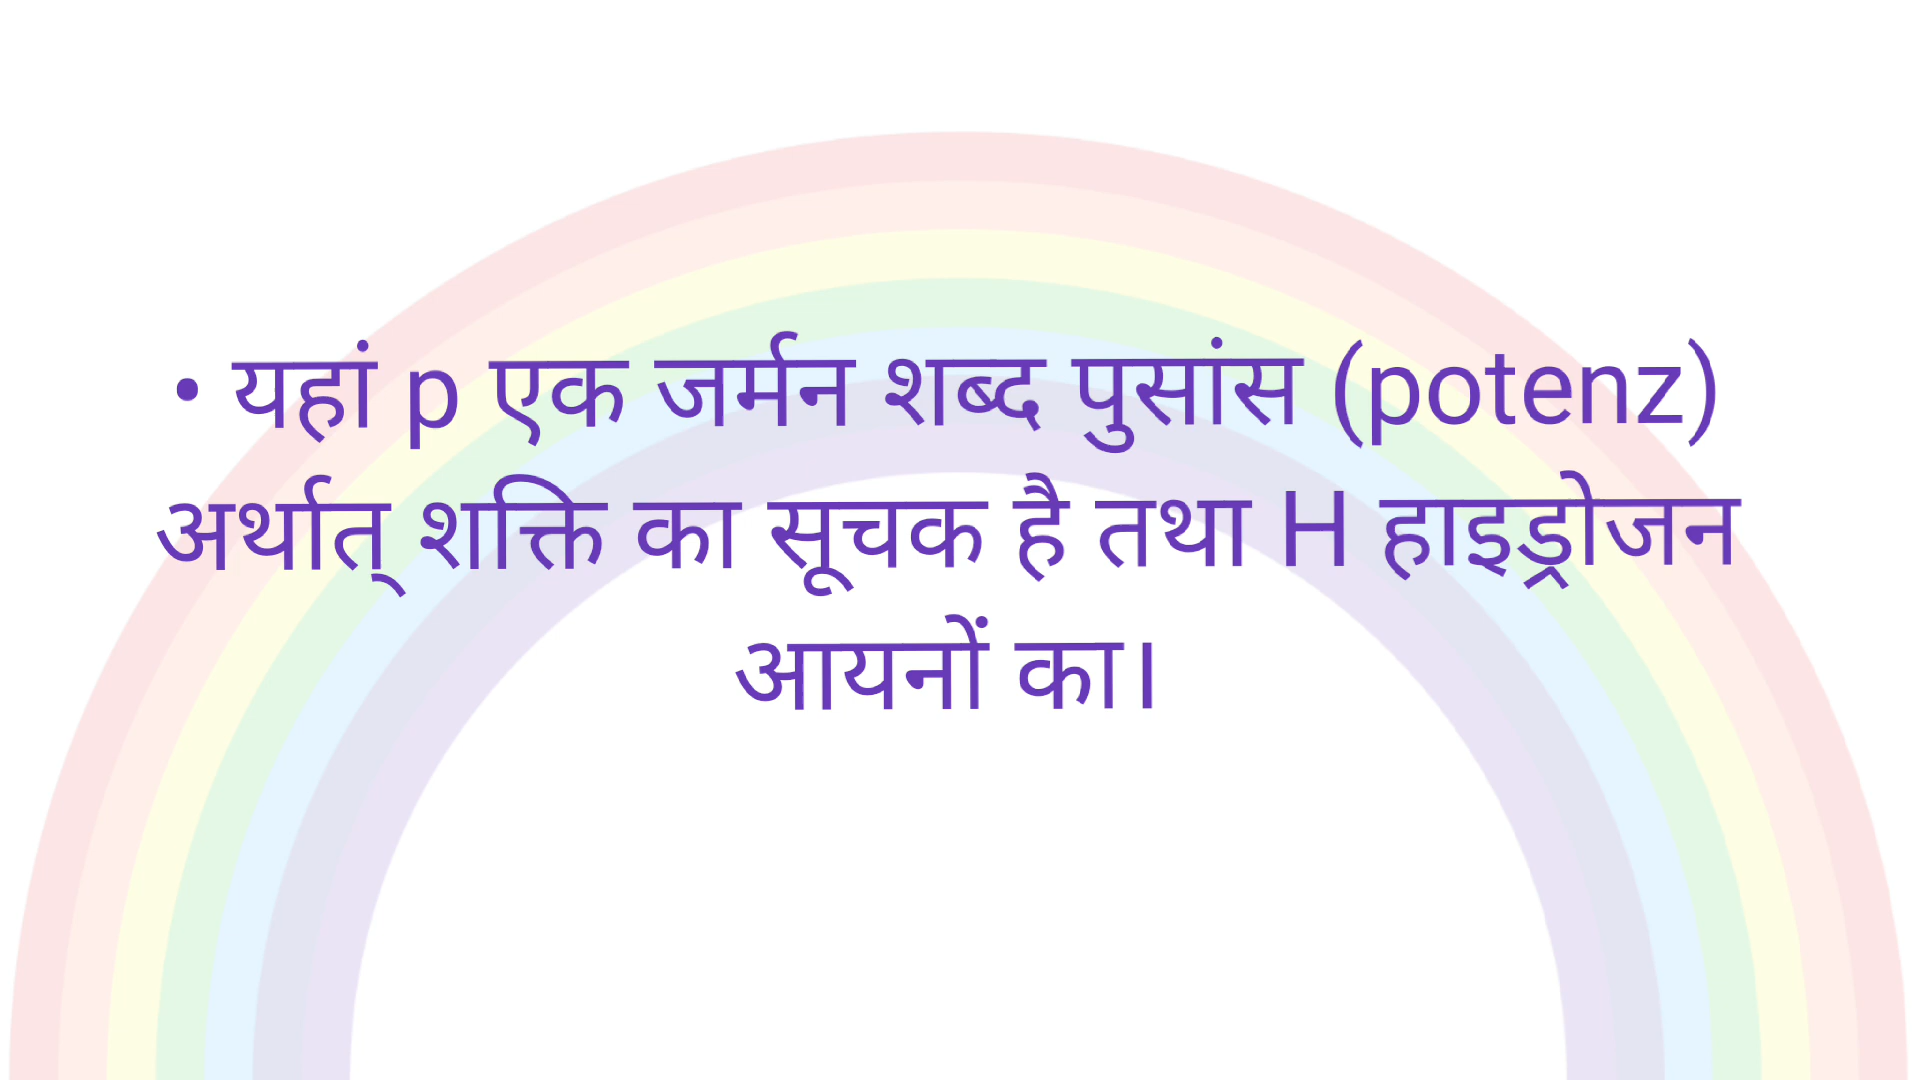 • यहां p एक जर्मन शब्द पुसांस (potenz)
अर्थात् शक्ति का सूचक है तथा H हाइड्रोजन
आयनों का।